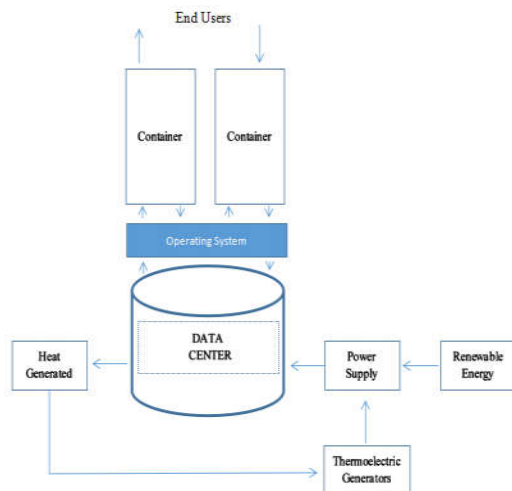 End Users
Container
Container
Operating System
DATA
CENTER
Heat
Generated
Power
Supply
Renewable
Energy
Thermoelectric
Generators